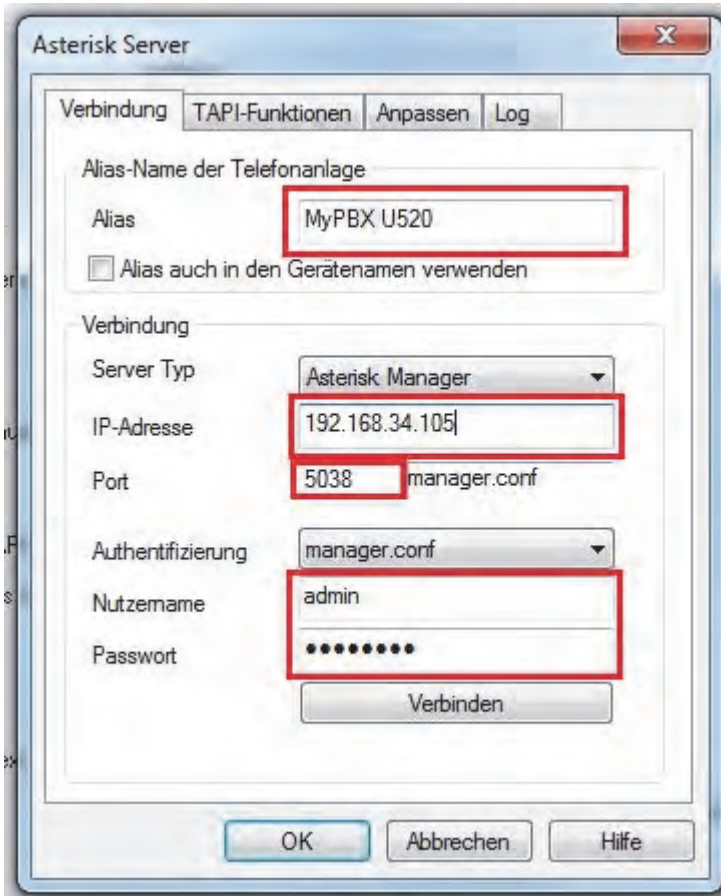 Asterisk Server
Verbindung TAPI-Funktionen Anpassen Log
Alias-Name der Telefonanlage
Alias MyPBX U520
Alias auch in den Gerätenamen verwenden
Verbindung
Server Typ Asterisk Manager
IP-Adresse 192.168.34.105
Port 5038 manager.conf
Authentifizierung manager.conf
Nutzername admin
Passwort ●●●●●●●●
Verbinden
OK Abbrechen Hilfe